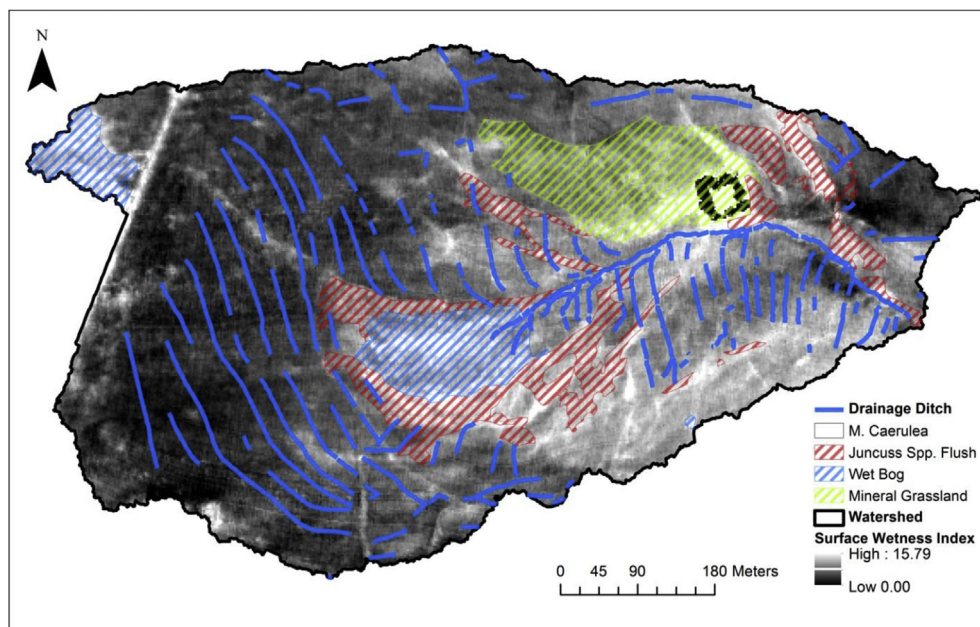 N
Drainage Ditch
M. Caerulea
Juncuss Spp. Flush
Wet Bog
Mineral Grassland
Watershed
Surface Wetness Index
High : 15.79
Low 0.00
0 45 90 180 Meters